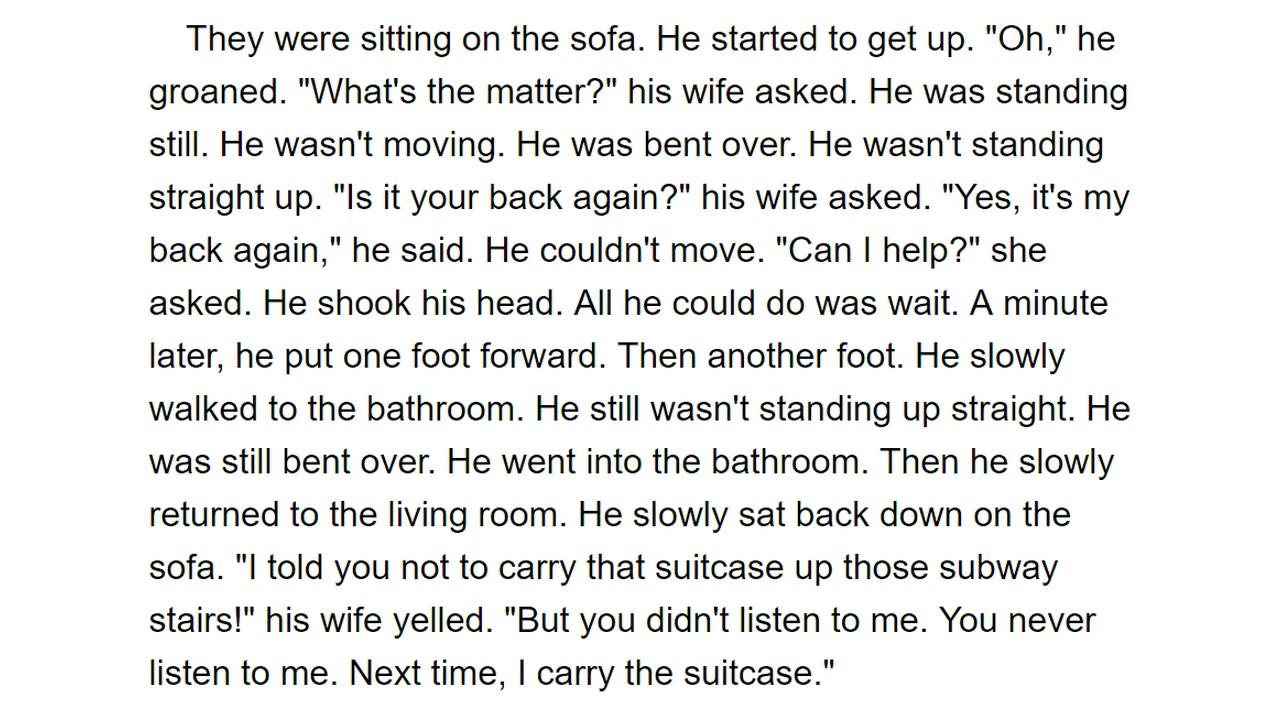 They were sitting on the sofa. He started to get up. "Oh," he
groaned. "What's the matter?" his wife asked. He was standing
still. He wasn't moving. He was bent over. He wasn't standing
straight up. "Is it your back again?" his wife asked. "Yes, it's my
back again," he said. He couldn't move. "Can I help?" she
asked. He shook his head. All he could do was wait. A minute
later, he put one foot forward. Then another foot. He slowly
walked to the bathroom. He still wasn't standing up straight. He
was still bent over. He went into the bathroom. Then he slowly
returned to the living room. He slowly sat back down on the
sofa. "I told you not to carry that suitcase up those subway
stairs!" his wife yelled. "But you didn't listen to me. You never
listen to me. Next time, I carry the suitcase."